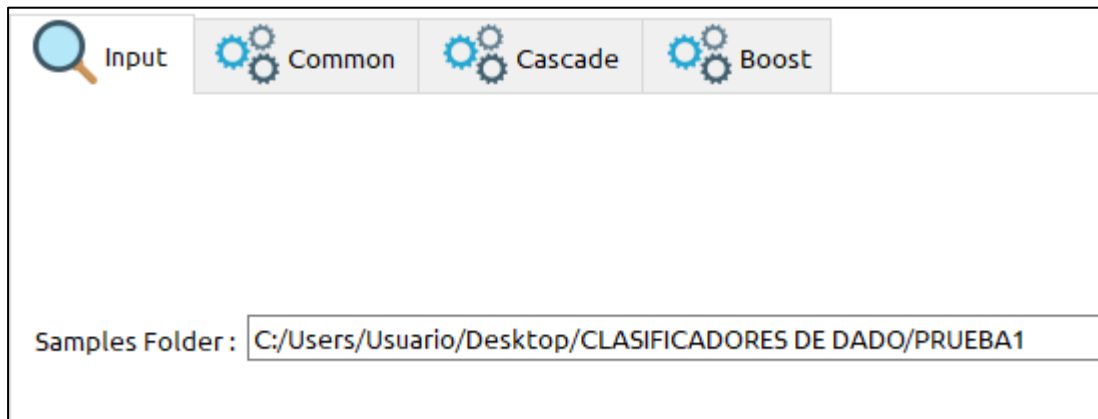 Input Common Cascade Boost
Samples Folder : C:/Users/Usuario/Desktop/CLASIFICADORES DE DADO/PRUEBA1